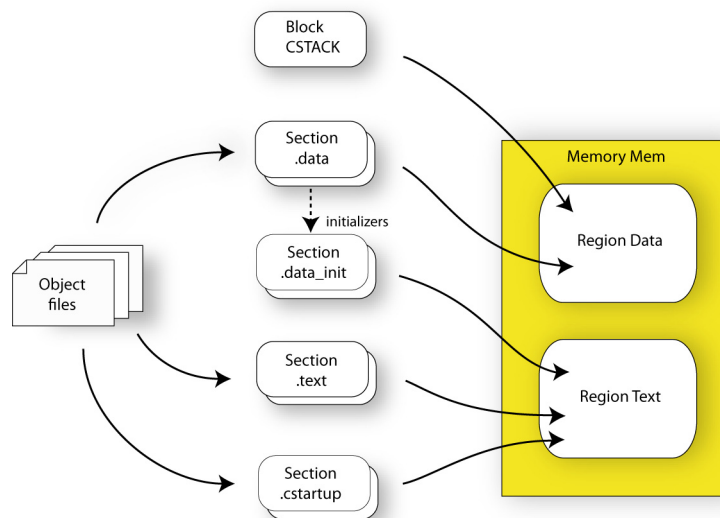 Block
CSTACK
Section
.data
Memory Mem
initializers
Region Data
Section
.data_init
Object
files
Section
.text
Region Text
Section
.cstartup